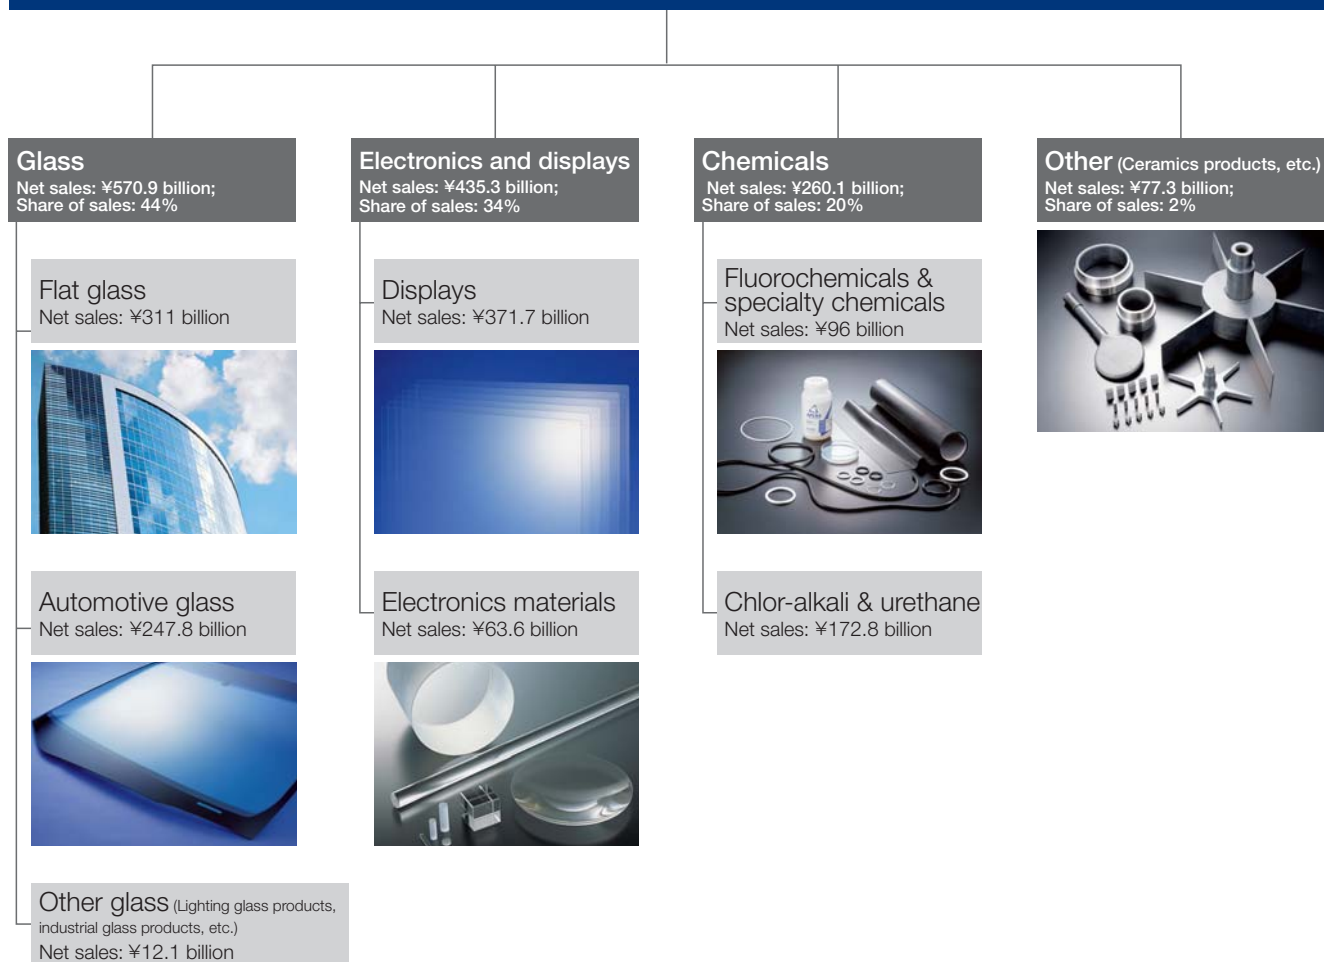 Glass
Net sales: ¥570.9 billion;
Share of sales: 44%
Flat glass
Net sales: ¥311 billion
Automotive glass
Net sales: ¥247.8 billion
Other glass (Lighting glass products,
industrial glass products, etc.)
Net sales: ¥12.1 billion
Electronics and displays
Net sales: ¥435.3 billion;
Share of sales: 34%
Displays
Net sales: ¥371.7 billion
Electronics materials
Net sales: ¥63.6 billion
Chemicals
Net sales: ¥260.1 billion;
Share of sales: 20%
Fluorochemicals &
specialty chemicals
Net sales: ¥96 billion
Chlor-alkali & urethane
Net sales: ¥172.8 billion
Other (Ceramics products, etc.)
Net sales: ¥77.3 billion;
Share of sales: 2%